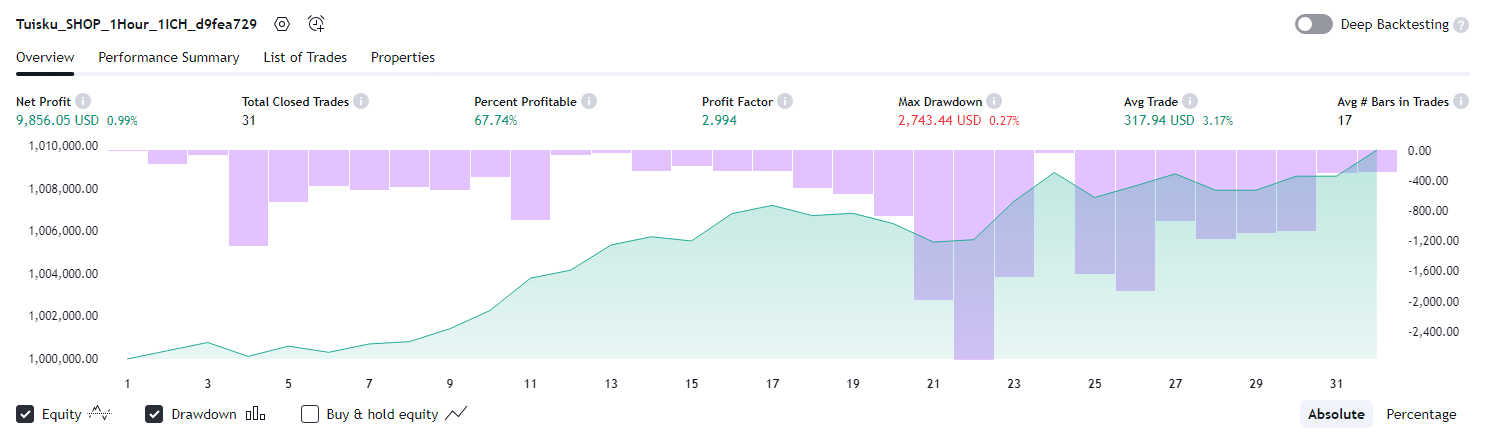 Tuisku_SHOP_1Hour_1ICH_d9fea729
Deep Backtesting ?
Overview Performance Summary List of Trades Properties
Net Profit Total Closed Trades Percent Profitable Profit Factor Max Drawdown Avg Trade Avg # Bars in Trades
9,856.05 USD 0.99% 31 67.74% 2.994 2,743.44 USD 0.27% 317.94 USD 3.17% 17
1,010,000.00 0.00
1,008,000.00 -400.00
1,006,000.00 -800.00
1,004,000.00 -1,200.00
1,002,000.00 -1,600.00
1,000,000.00 -2,000.00
-2,400.00
1 3 5 7 9 11 13 15 17 19 21 23 25 27 29 31
Equity Drawdown Buy & hold equity Absolute Percentage